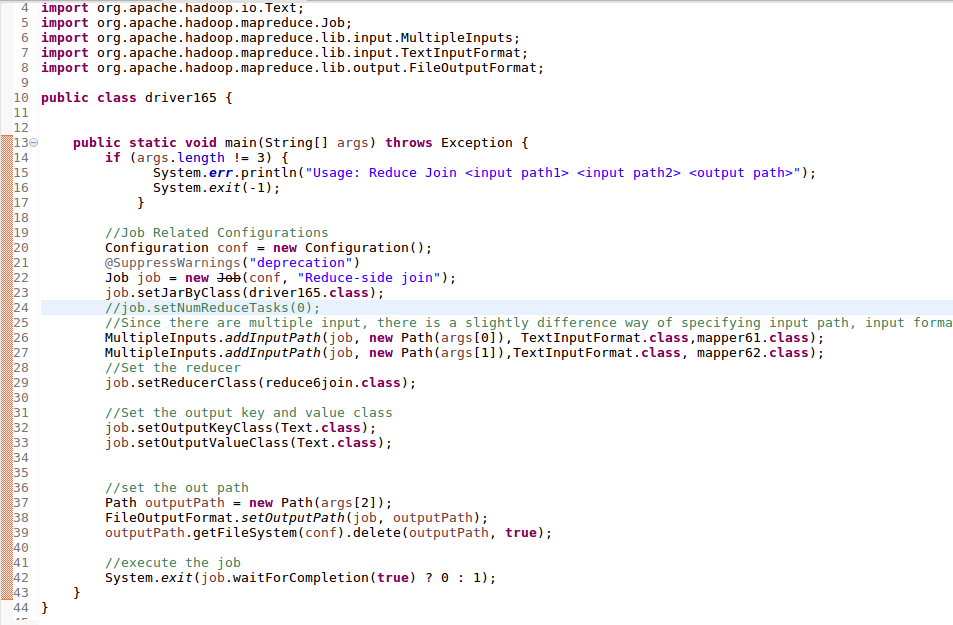 4 import org.apache.hadoop.io.Text;
5 import org.apache.hadoop.mapreduce.Job;
6 import org.apache.hadoop.mapreduce.lib.input.MultipleInputs;
7 import org.apache.hadoop.mapreduce.lib.input.TextInputFormat;
8 import org.apache.hadoop.mapreduce.lib.output.FileOutputFormat;
9
10 public class driver165 {
11
12
13 public static void main(String[] args) throws Exception {
14 if (args.length != 3) {
15 System.err.println("Usage: Reduce Join <input path1> <input path2> <output path>");
16 System.exit(-1);
17 }
18
19 //Job Related Configurations
20 Configuration conf = new Configuration();
21 @SuppressWarnings("deprecation")
22 Job job = new Job(conf, "Reduce-side join");
23 job.setJarByClass(driver165.class);
24 //job.setNumReduceTasks(0);
25 //Since there are multiple input, there is a slightly difference way of specifying input path, input forma
26 MultipleInputs.addInputPath(job, new Path(args[0]), TextInputFormat.class,mapper61.class);
27 MultipleInputs.addInputPath(job, new Path(args[1]),TextInputFormat.class, mapper62.class);
28 //Set the reducer
29 job.setReducerClass(reduce6join.class);
30
31 //Set the output key and value class
32 job.setOutputKeyClass(Text.class);
33 job.setOutputValueClass(Text.class);
34
35
36 //set the out path
37 Path outputPath = new Path(args[2]);
38 FileOutputFormat.setOutputPath(job, outputPath);
39 outputPath.getFileSystem(conf).delete(outputPath, true);
40
41 //execute the job
42 System.exit(job.waitForCompletion(true) ? 0 : 1);
43 }
44 }